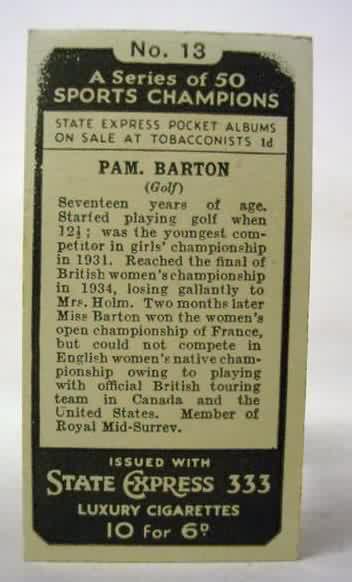 No. 13
A Series of 50
SPORTS CHAMPIONS
STATE EXPRESS POCKET ALBUMS
ON SALE AT TOBACCONISTS 1d
PAM. BARTON
(Golf)
Seventeen years of age.
Started playing golf when
12½; was the youngest com-
petitor in girls' championship
in 1931. Reached the final of
British women's championship
in 1934, losing gallantly to
Mrs. Holm. Two months later
Miss Barton won the women's
open championship of France,
but could not compete in
English women's native cham-
pionship owing to playing
with official British touring
team in Canada and the
United States. Member of
Royal Mid-Surrey.
ISSUED WITH
STATE EXPRESS 333
LUXURY CIGARETTES
10 for 6D